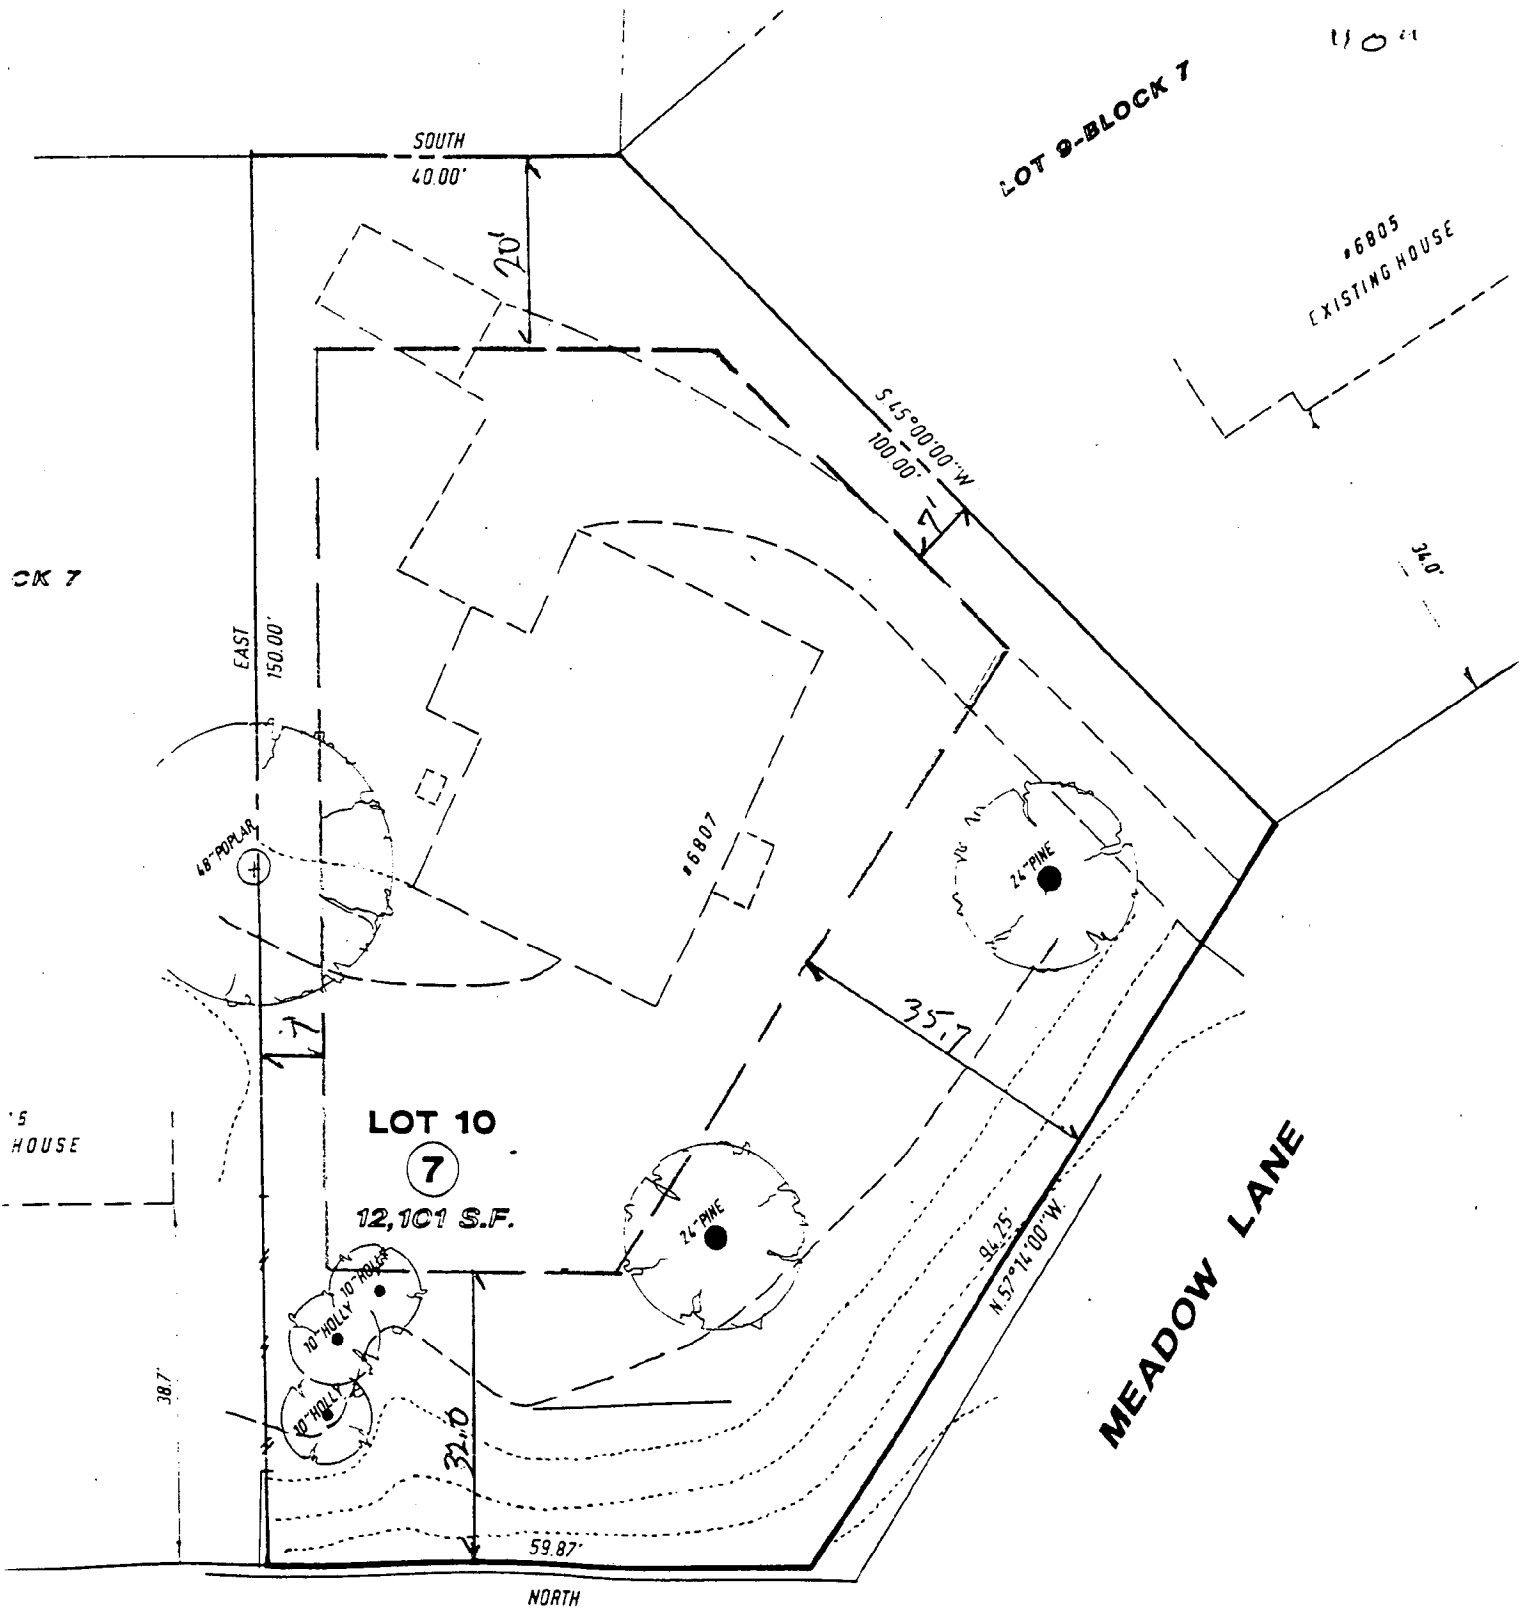 "O"
LOT 9-BLOCK 7
SOUTH
40.00'
20'
#6805
EXISTING HOUSE
S.45°00'00"W
100.00'
7'
34.0'
CK 7
EAST
150.00'
48"POPLAR
#6807
24"PINE
35.7
7
'S
HOUSE
LOT 10
7
12,101 S.F.
24"PINE
10"HOLLY
10"HOLLY
10"HOLLY
38.7'
32.0
94.25'
N.57°14'00"W.
MEADOW LANE
59.87'
NORTH